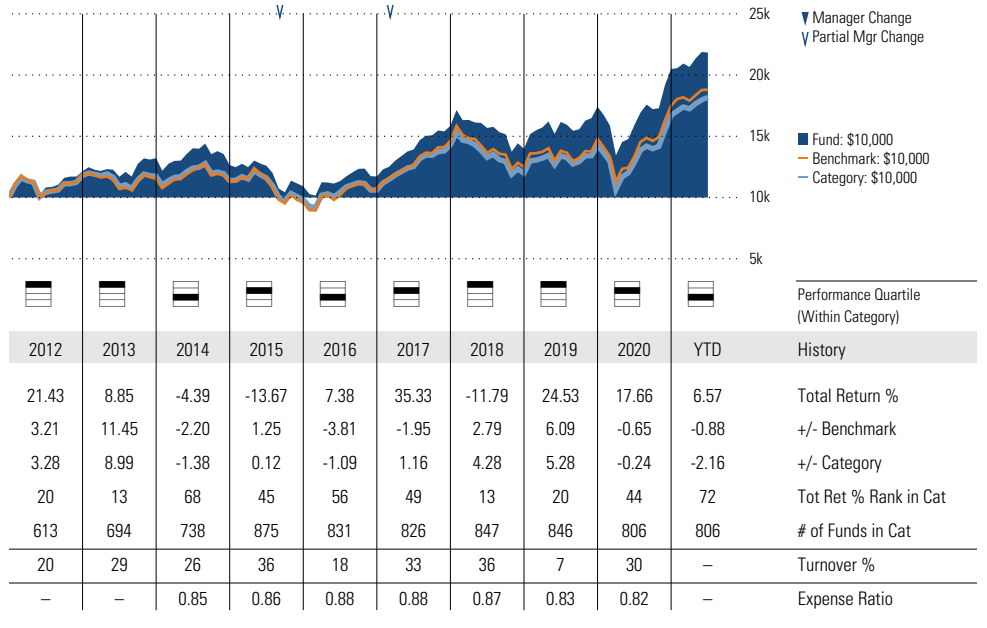 25k
▼ Manager Change
∨ Partial Mgr Change
20k
15k
Fund: $10,000
Benchmark: $10,000
Category: $10,000
10k
5k
Performance Quartile
(Within Category)
2012 2013 2014 2015 2016 2017 2018 2019 2020 YTD History
21.43 8.85 -4.39 -13.67 7.38 35.33 -11.79 24.53 17.66 6.57 Total Return %
3.21 11.45 -2.20 1.25 -3.81 -1.95 2.79 6.09 -0.65 -0.88 +/- Benchmark
3.28 8.99 -1.38 0.12 -1.09 1.16 4.28 5.28 -0.24 -2.16 +/- Category
20 13 68 45 56 49 13 20 44 72 Tot Ret % Rank in Cat
613 694 738 875 831 826 847 846 806 806 # of Funds in Cat
20 29 26 36 18 33 36 7 30 – Turnover %
– – 0.85 0.86 0.88 0.88 0.87 0.83 0.82 – Expense Ratio